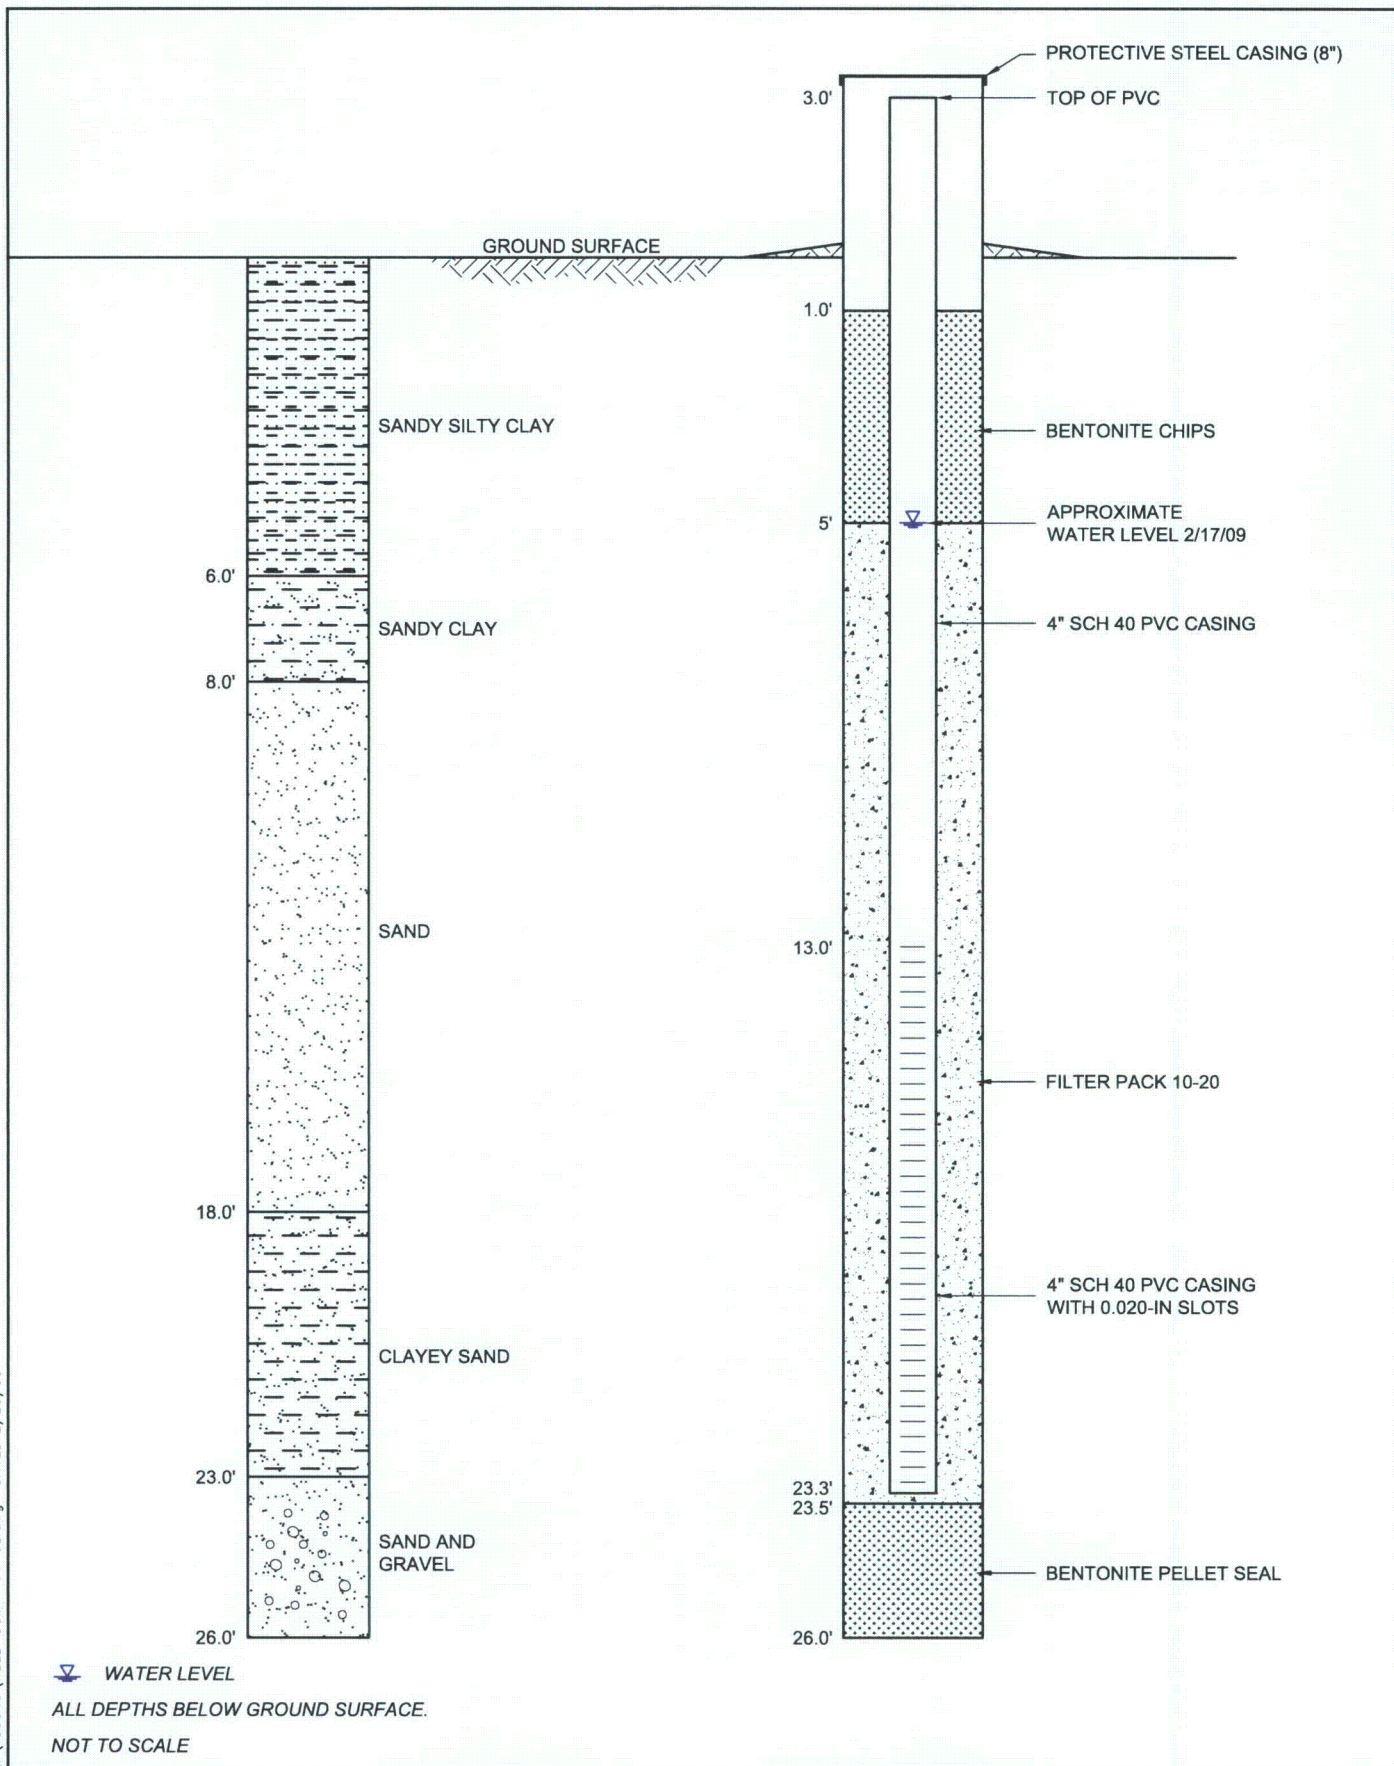 PROTECTIVE STEEL CASING (8")
3.0'
TOP OF PVC
GROUND SURFACE
1.0'
SANDY SILTY CLAY
BENTONITE CHIPS
5'
APPROXIMATE
WATER LEVEL 2/17/09
6.0'
SANDY CLAY
4" SCH 40 PVC CASING
8.0'
SAND
13.0'
FILTER PACK 10-20
18.0'
4" SCH 40 PVC CASING
WITH 0.020-IN SLOTS
CLAYEY SAND
23.0'
23.3'
23.5'
SAND AND
GRAVEL
BENTONITE PELLET SEAL
26.0'
26.0'
WATER LEVEL
ALL DEPTHS BELOW GROUND SURFACE.
NOT TO SCALE